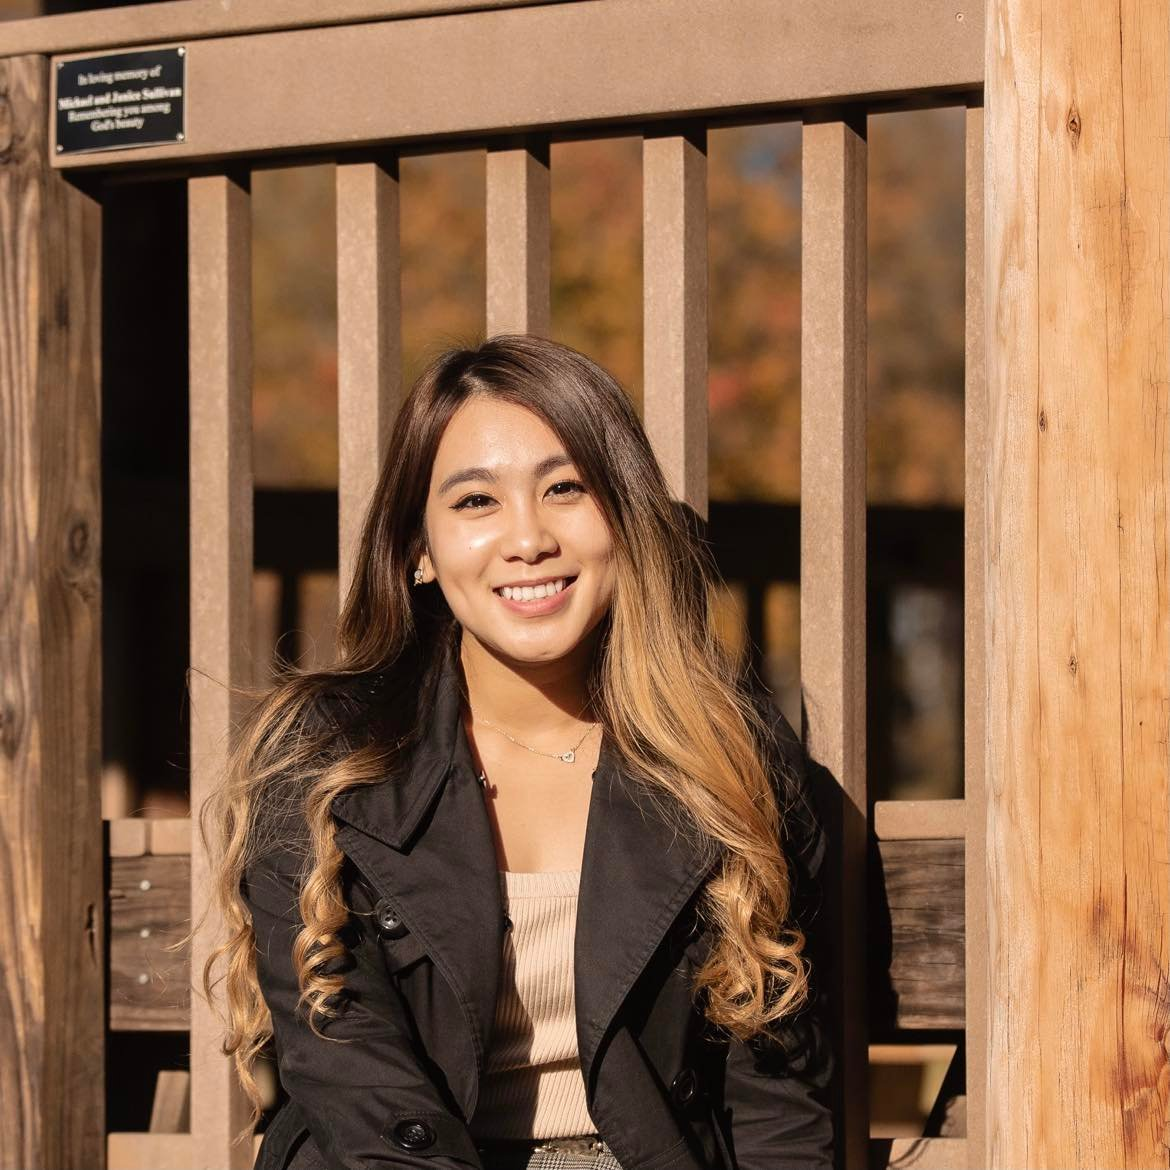 In loving memory of
Michael and Janice Sullivan
Remembering you among
God's beauty